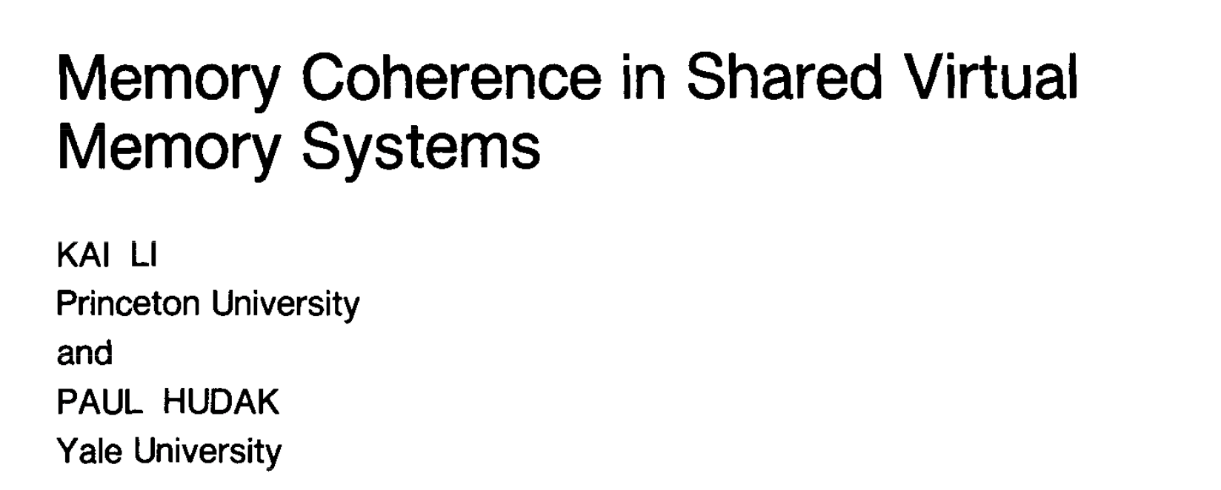 Memory Coherence in Shared Virtual
Memory Systems
KAI LI
Princeton University
and
PAUL HUDAK
Yale University